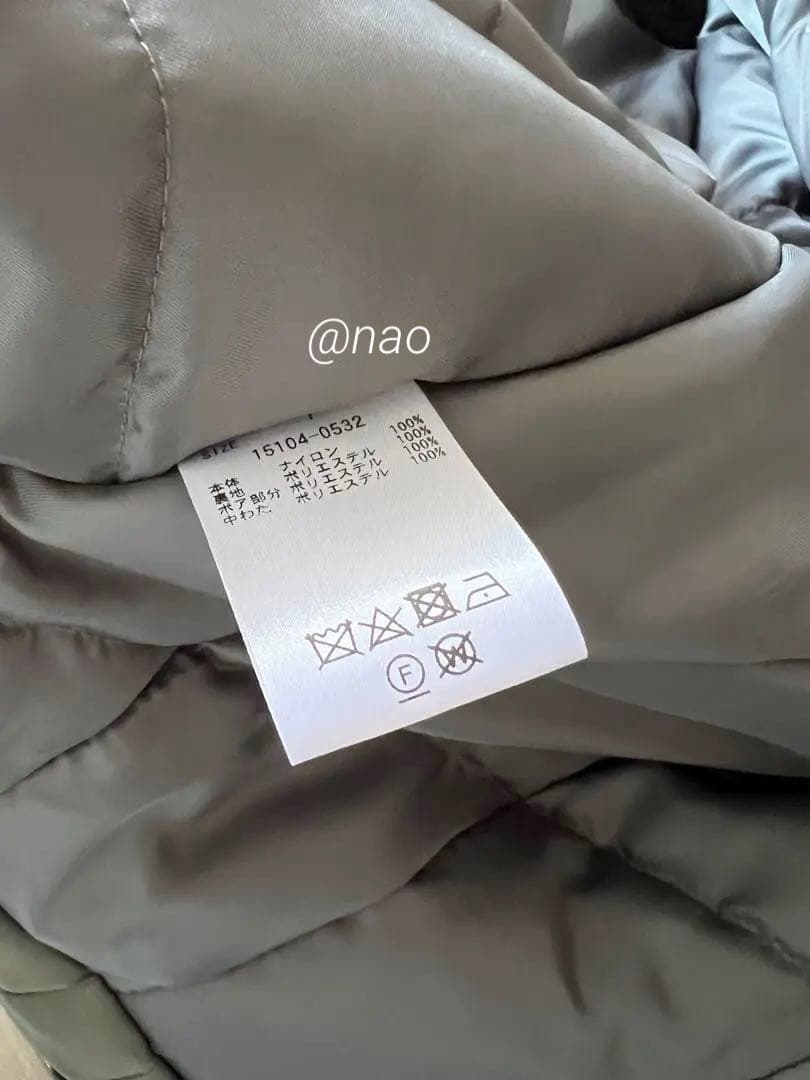 @nao
SIZE
15104-0532
本体 ナイロン 100%
裏地 ポリエステル 100%
ボア部分 ポリエステル 100%
中わた ポリエステル 100%
F
W